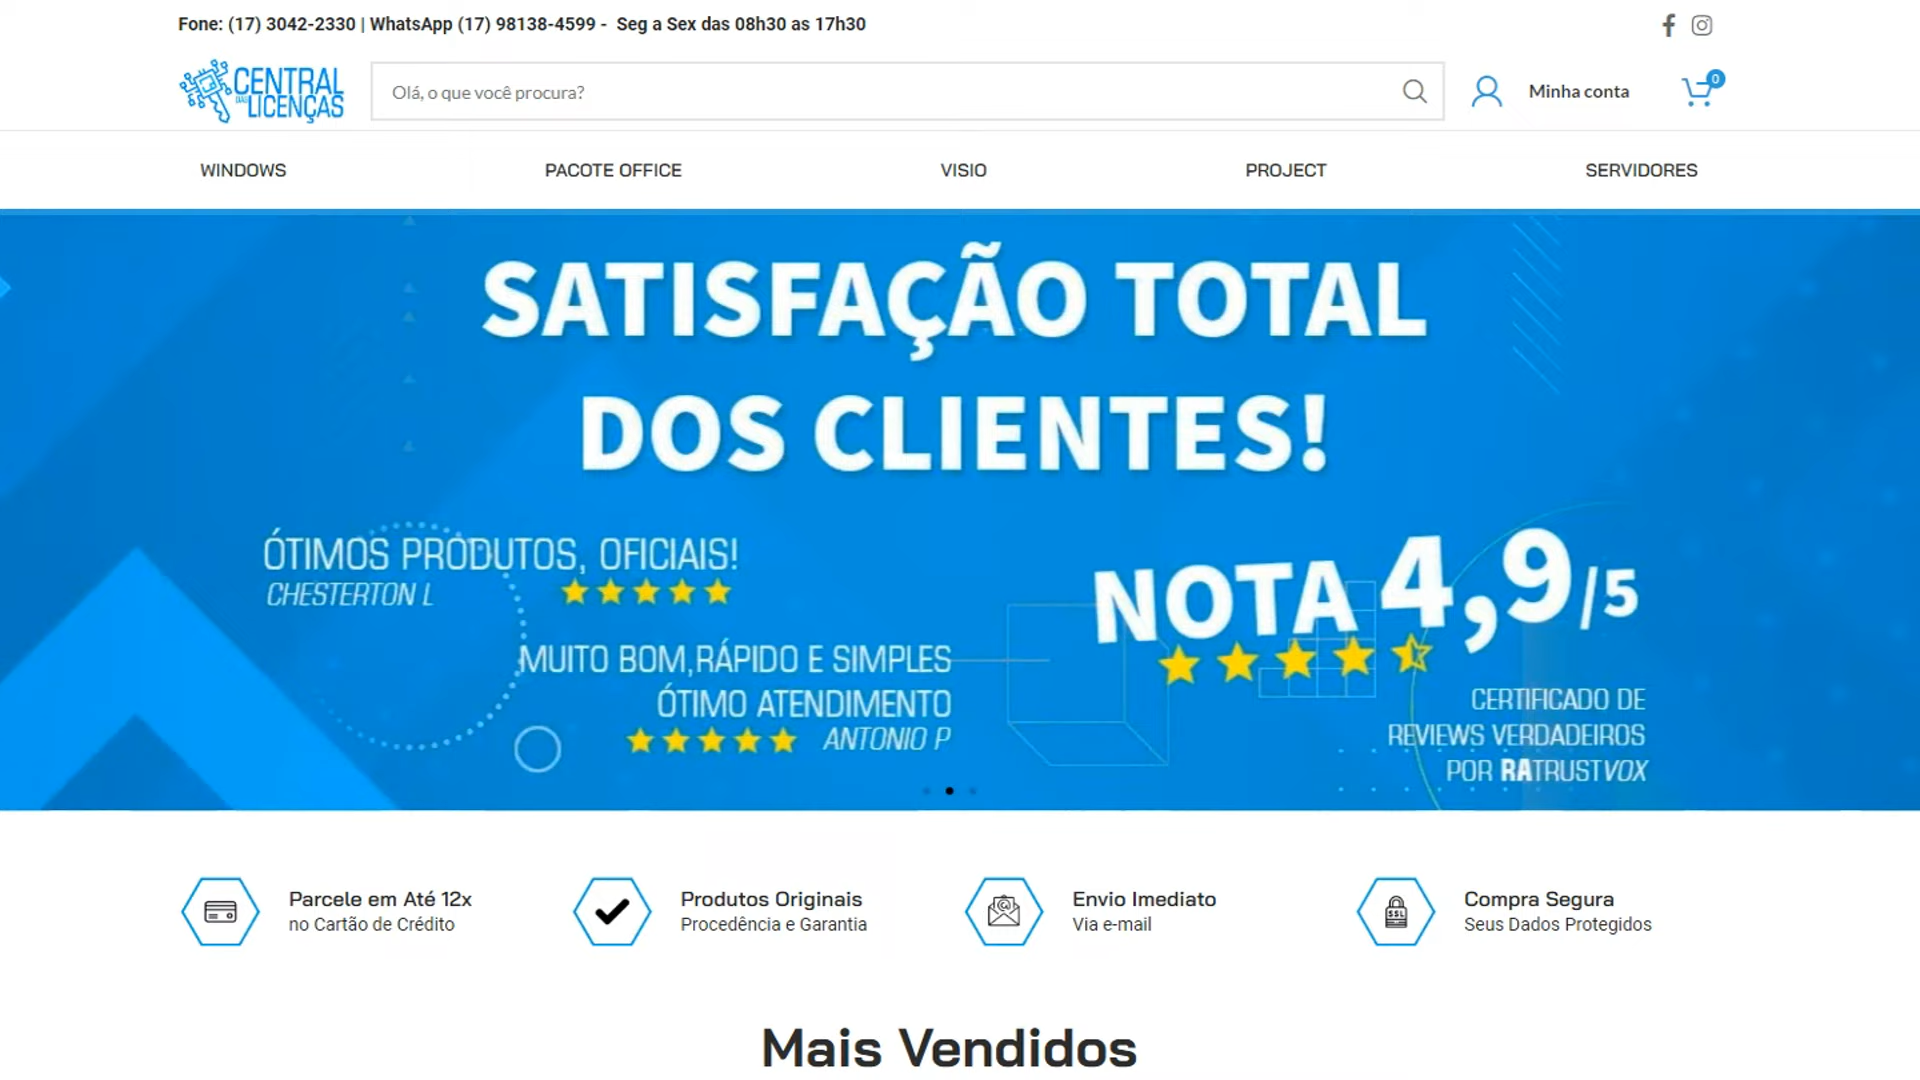 Fone: (17) 3042-2330 | WhatsApp (17) 98138-4599 - Seg a Sex das 08h30 as 17h30
CENTRAL
DAS
LICENÇAS
Olá, o que você procura?
Minha conta
0
WINDOWS
PACOTE OFFICE
VISIO
PROJECT
SERVIDORES
SATISFAÇÃO TOTAL
DOS CLIENTES!
ÓTIMOS PRODUTOS, OFICIAIS!
CHESTERTON L
MUITO BOM,RÁPIDO E SIMPLES
ÓTIMO ATENDIMENTO
ANTONIO P
NOTA 4,9/5
CERTIFICADO DE
REVIEWS VERDADEIROS
POR RATRUSTVOX
Parcele em Até 12x
no Cartão de Crédito
Produtos Originais
Procedência e Garantia
Envio Imediato
Via e-mail
SSL
Compra Segura
Seus Dados Protegidos
Mais Vendidos